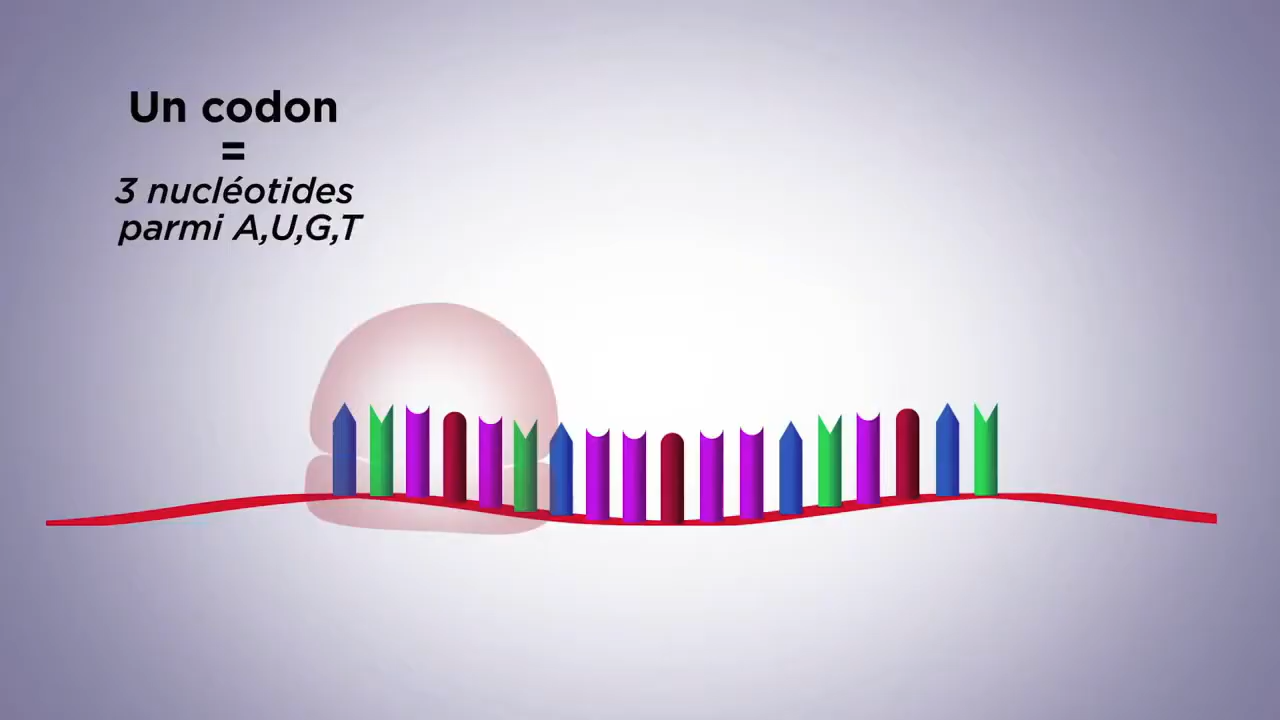 Un codon
=
3 nucléotides
parmi A,U,G,T